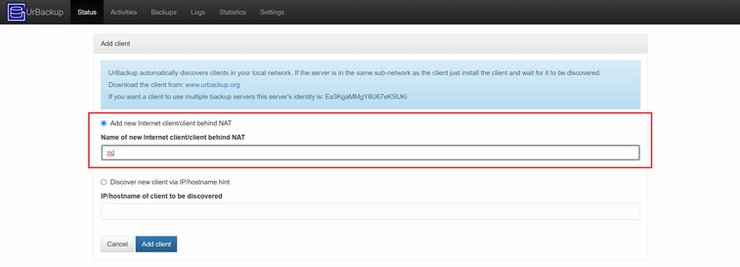 UrBackup Status Activities Backups Logs Statistics Settings
Add client
UrBackup automatically discovers clients in your local network. If the server is in the same sub-network as the client just install the client and wait for it to be discovered.
Download the client from: www.urbackup.org
If you want a client to use multiple backup servers this server's identity is: Ea3KgaMMgY8U67eKSUKi
Add new Internet client/client behind NAT
Name of new Internet client/client behind NAT
nc
Discover new client via IP/hostname hint
IP/hostname of client to be discovered
Cancel Add client